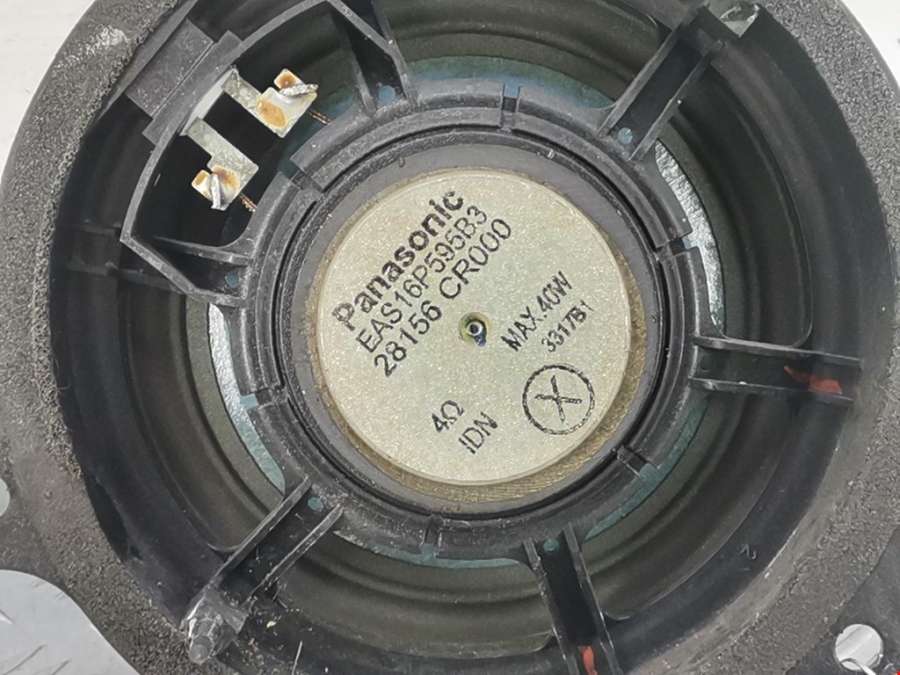 Panasonic
EAS16P595B3
28156 CR000
MAX.40W
3317B1
4Ω
IDN
X